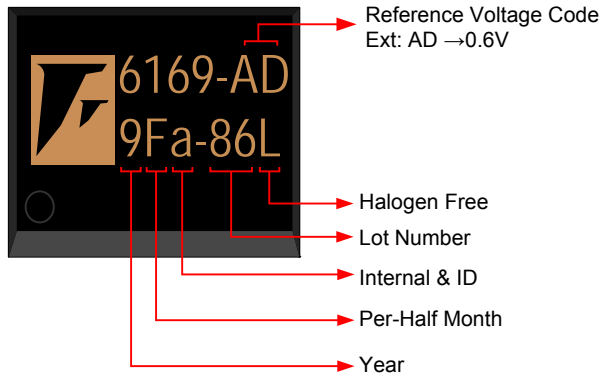 Reference Voltage Code
Ext: AD →0.6V
6169-AD
9Fa-86L
Halogen Free
Lot Number
Internal & ID
Per-Half Month
Year